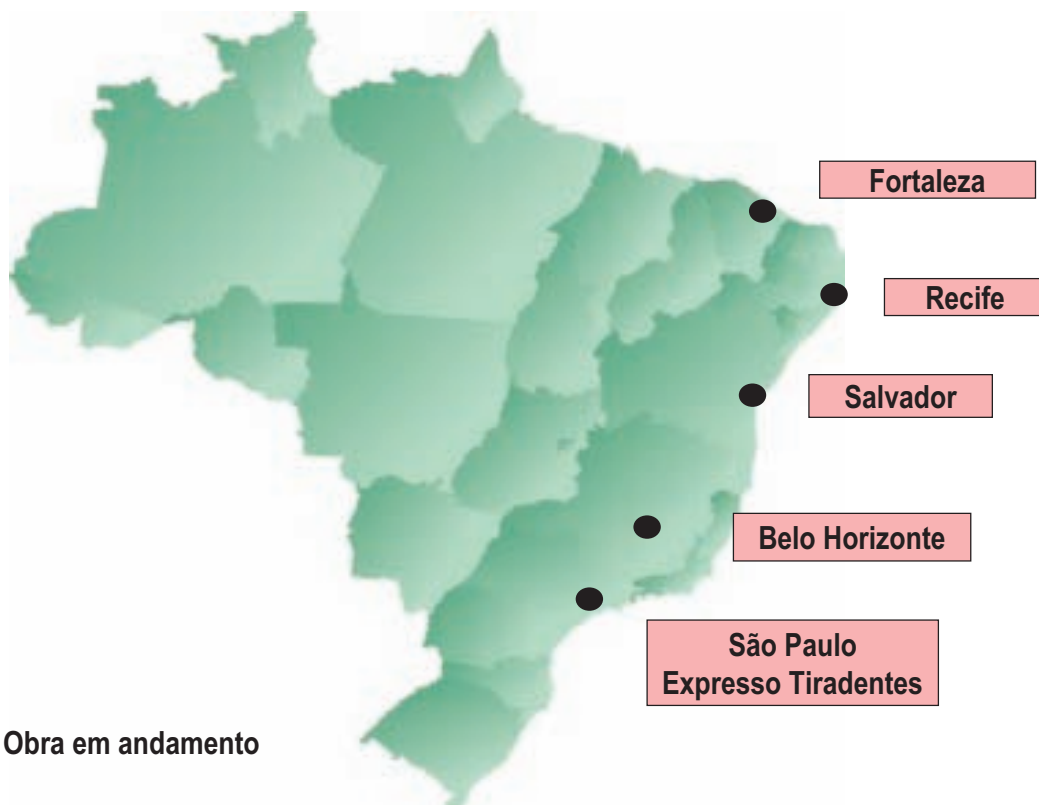 Fortaleza
Recife
Salvador
Belo Horizonte
São Paulo
Expresso Tiradentes
Obra em andamento